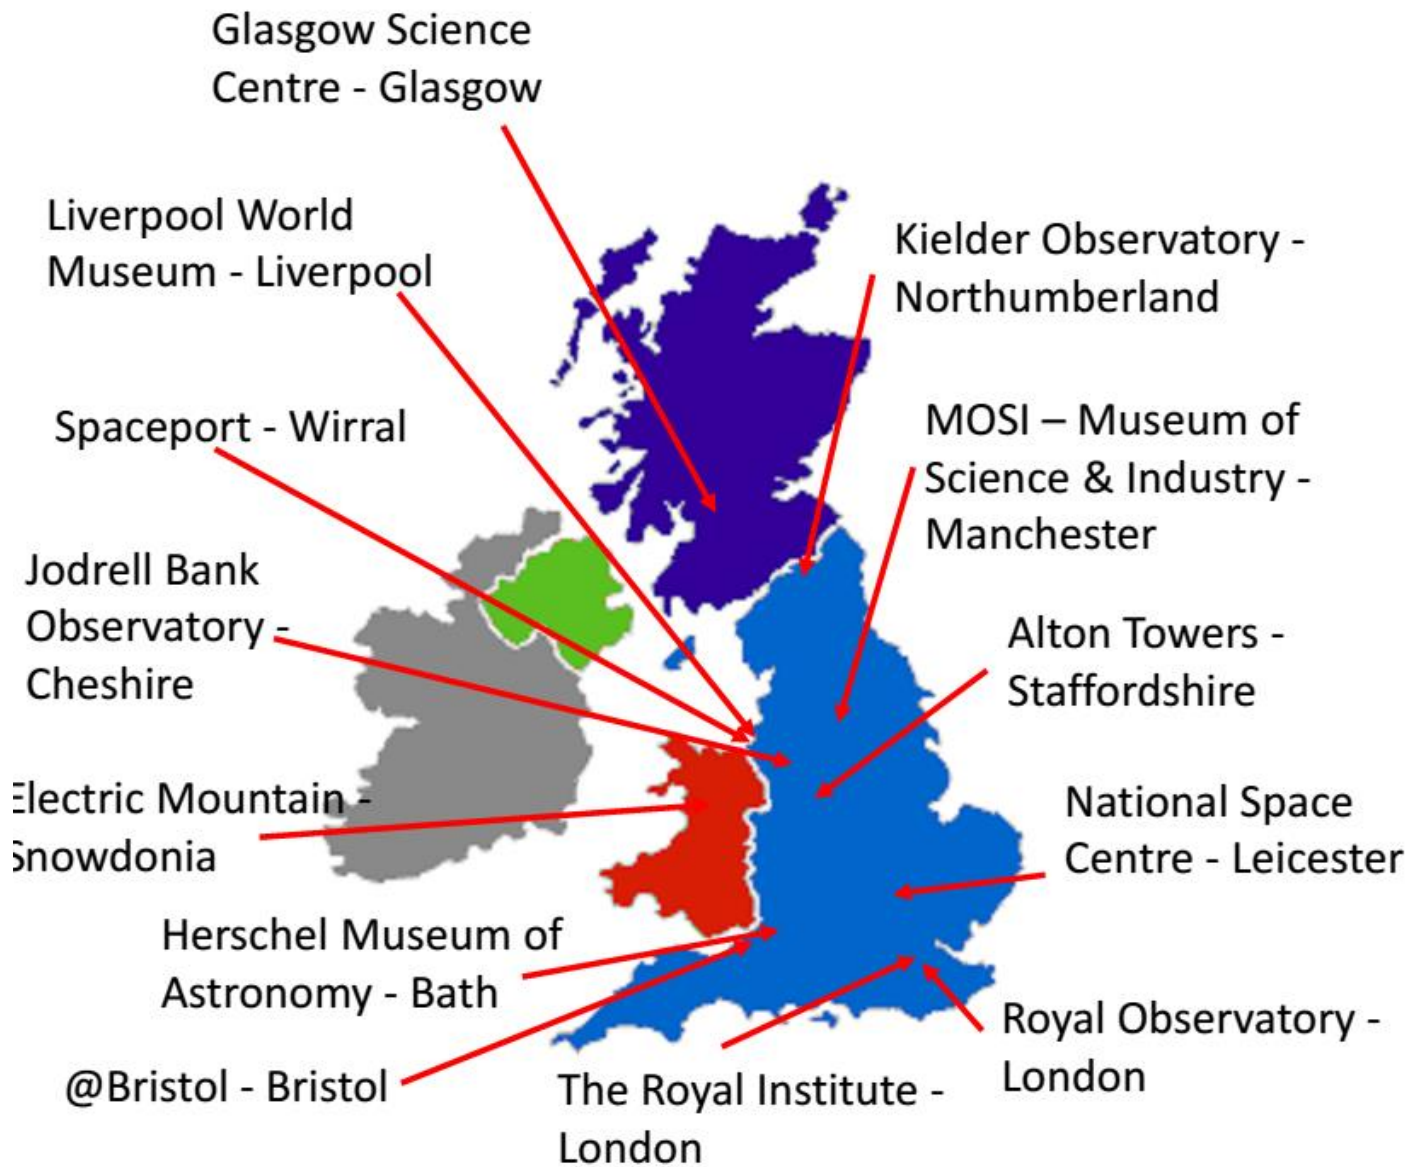 Glasgow Science
Centre - Glasgow
Liverpool World
Museum - Liverpool
Kielder Observatory -
Northumberland
Spaceport - Wirral
MOSI – Museum of
Science & Industry -
Manchester
Jodrell Bank
Observatory -
Cheshire
Alton Towers -
Staffordshire
Electric Mountain -
Snowdonia
National Space
Centre - Leicester
Herschel Museum of
Astronomy - Bath
Royal Observatory -
London
@Bristol - Bristol
The Royal Institute -
London